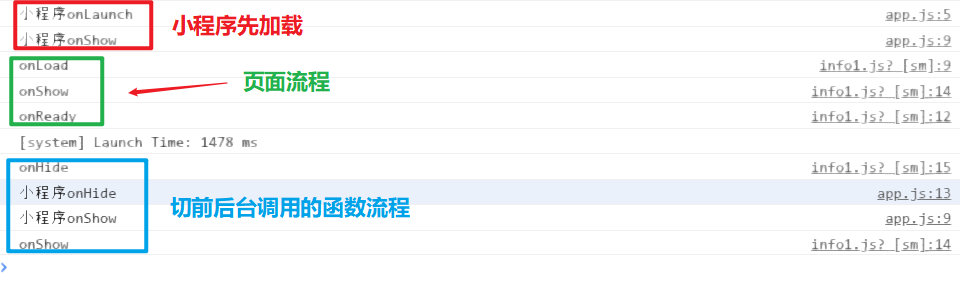 小程序onLaunch app.js:5
小程序先加载
小程序onShow app.js:9
onLoad info1.js? [sm]:9
页面流程
onShow info1.js? [sm]:14
onReady info1.js? [sm]:12
[system] Launch Time: 1478 ms
onHide info1.js? [sm]:15
小程序onHide app.js:13
切前后台调用的函数流程
小程序onShow app.js:9
onShow info1.js? [sm]:14